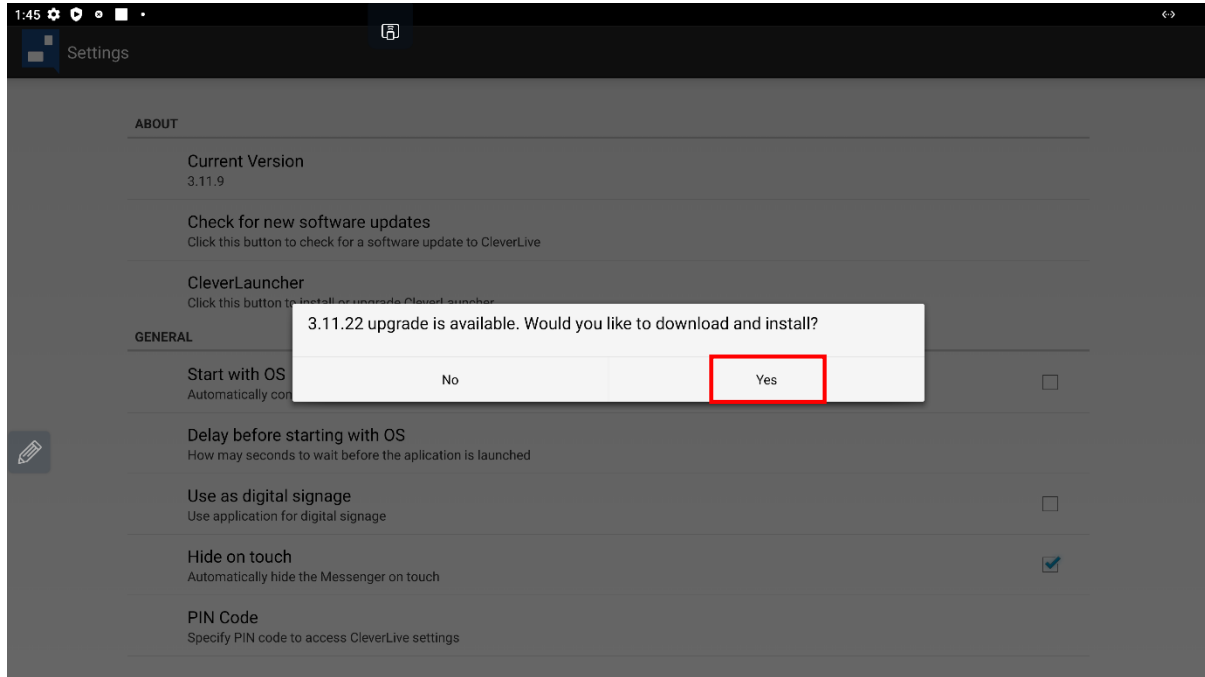 1:45
Settings
ABOUT
Current Version
3.11.9
Check for new software updates
Click this button to check for a software update to CleverLive
CleverLauncher
Click this button to install or upgrade CleverLauncher
3.11.22 upgrade is available. Would you like to download and install?
No
Yes
GENERAL
Start with OS
Automatically con
Delay before starting with OS
How may seconds to wait before the aplication is launched
Use as digital signage
Use application for digital signage
Hide on touch
Automatically hide the Messenger on touch
PIN Code
Specify PIN code to access CleverLive settings